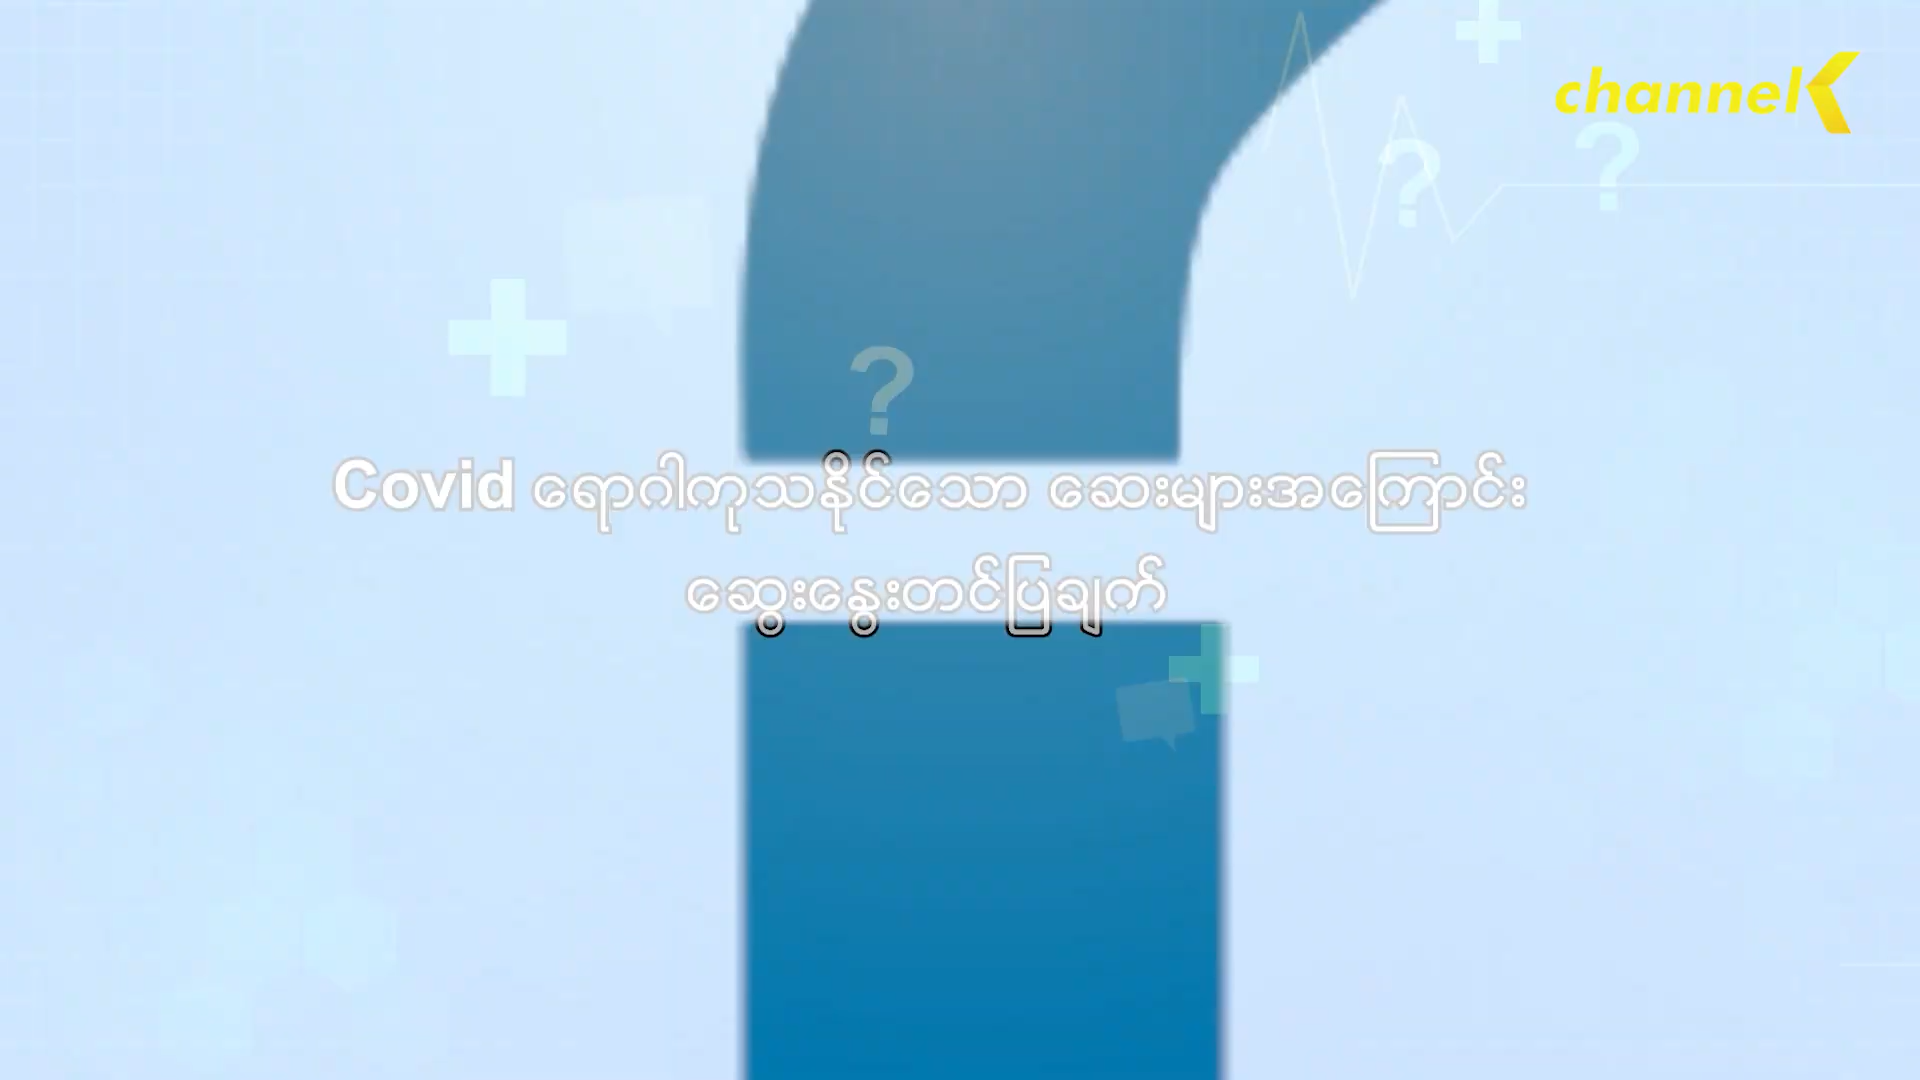 channelK
Covid ရောဂါကုသနိုင်သော ဆေးများအကြောင်း
ဆွေးနွေးတင်ပြချက်